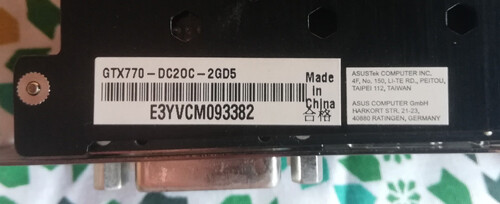 GTX770-DC2OC-2GD5
Made
in
China
合格
E3YVCM093382
ASUSTek COMPUTER INC.
4F, No. 150, LI-TE RD., PEITOU,
TAIPEI 112, TAIWAN
ASUS COMPUTER GmbH
HARKORT STR. 21-23,
40880 RATINGEN, GERMANY